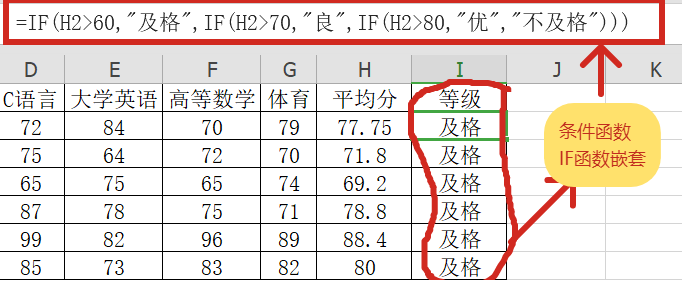 =IF(H2>60,"及格",IF(H2>70,"良",IF(H2>80,"优","不及格")))
D E F G H I J K
C语言 大学英语 高等数学 体育 平均分 等级
72 84 70 79 77.75 及格
75 64 72 70 71.8 及格
65 75 65 74 69.2 及格
87 78 75 71 78.8 及格
99 82 96 89 88.4 及格
85 73 83 82 80 及格
条件函数
IF函数嵌套